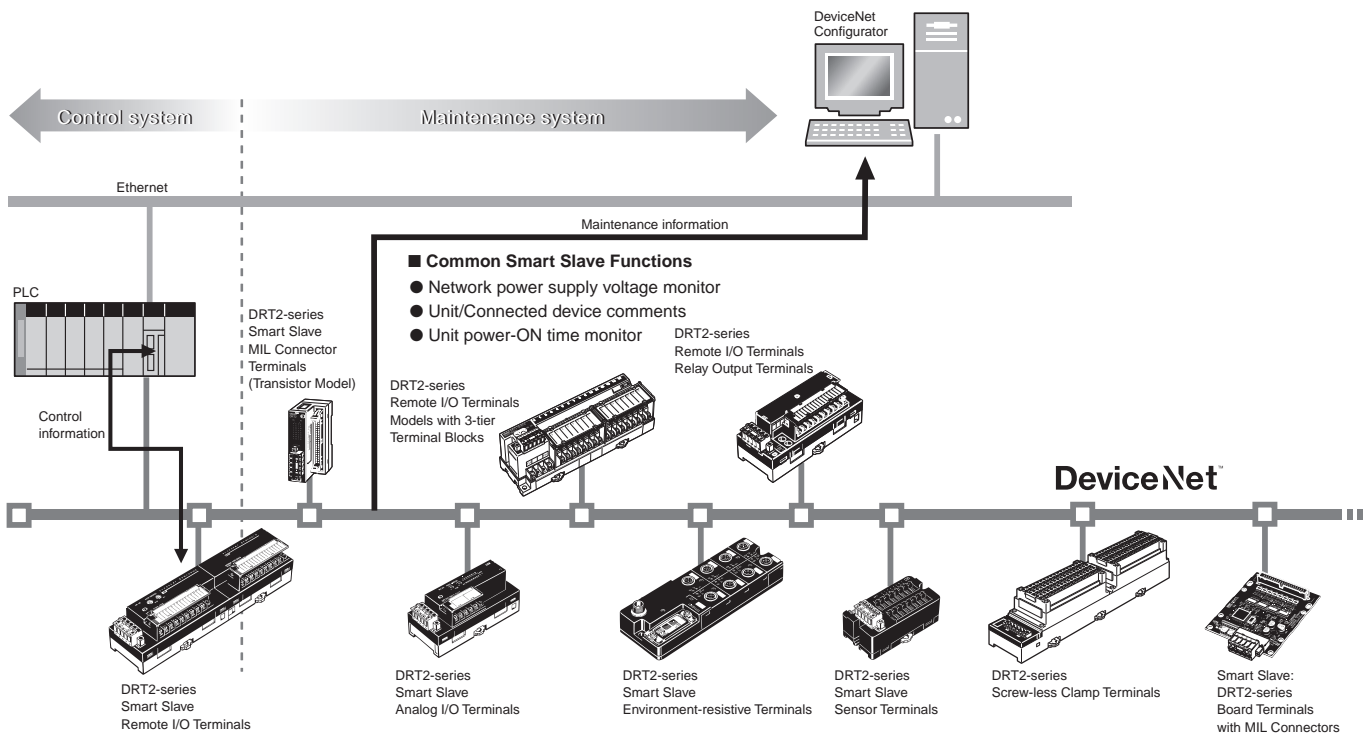 DeviceNet
Configurator
Control system
Maintenance system
Ethernet
Maintenance information
■ Common Smart Slave Functions
● Network power supply voltage monitor
● Unit/Connected device comments
● Unit power-ON time monitor
PLC
DRT2-series
Smart Slave
MIL Connector
Terminals
(Transistor Model)
DRT2-series
Remote I/O Terminals
Relay Output Terminals
DRT2-series
Remote I/O Terminals
Models with 3-tier
Terminal Blocks
Control
information
DeviceNet™
DRT2-series
Smart Slave
Remote I/O Terminals
DRT2-series
Smart Slave
Analog I/O Terminals
DRT2-series
Smart Slave
Environment-resistive Terminals
DRT2-series
Smart Slave
Sensor Terminals
DRT2-series
Screw-less Clamp Terminals
Smart Slave:
DRT2-series
Board Terminals
with MIL Connectors